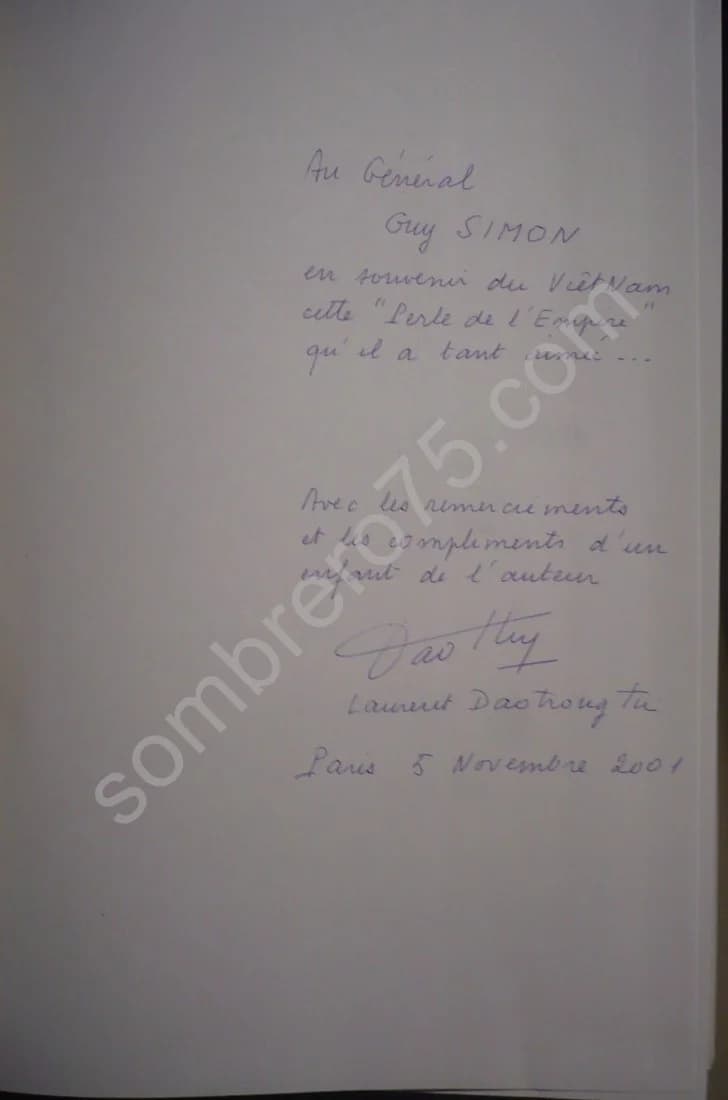 Au Général
Guy SIMON
en souvenir du ViêtNam
cette "Perle de l'Empire"
qu'il a tant aimé...
Avec les remerciements
et les compliments d'un
enfant de l'auteur
Laurent Daotrong Tu
Paris 5 Novembre 2001
sombrero75.com